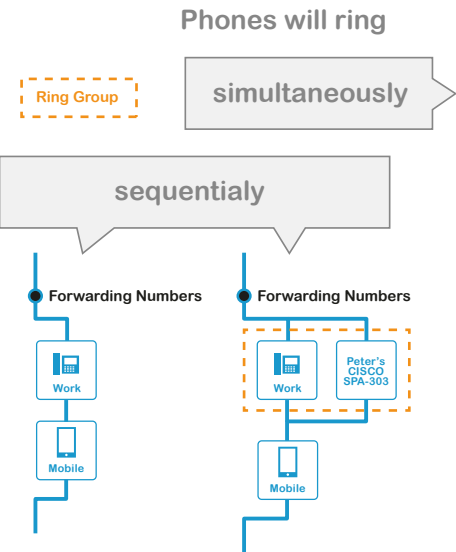 Phones will ring
Ring Group
simultaneously
sequentialy
Forwarding Numbers
Work
Mobile
Forwarding Numbers
Work
Peter's
CISCO
SPA-303
Mobile